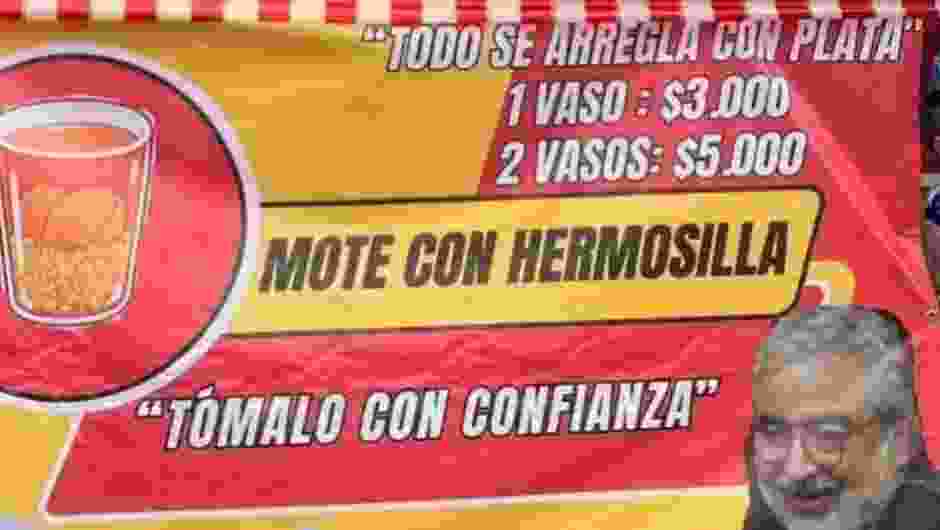 “TODO SE ARREGLA CON PLATA”
1 VASO : $3.000
2 VASOS: $5.000
MOTE CON HERMOSILLA
“TÓMALO CON CONFIANZA”